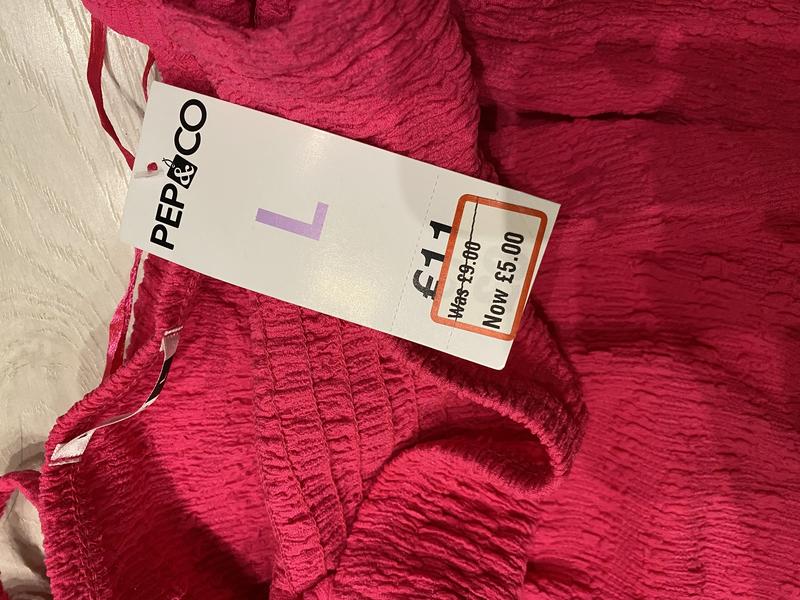 PEP&CO
L
£11
Was £9.00
Now £5.00